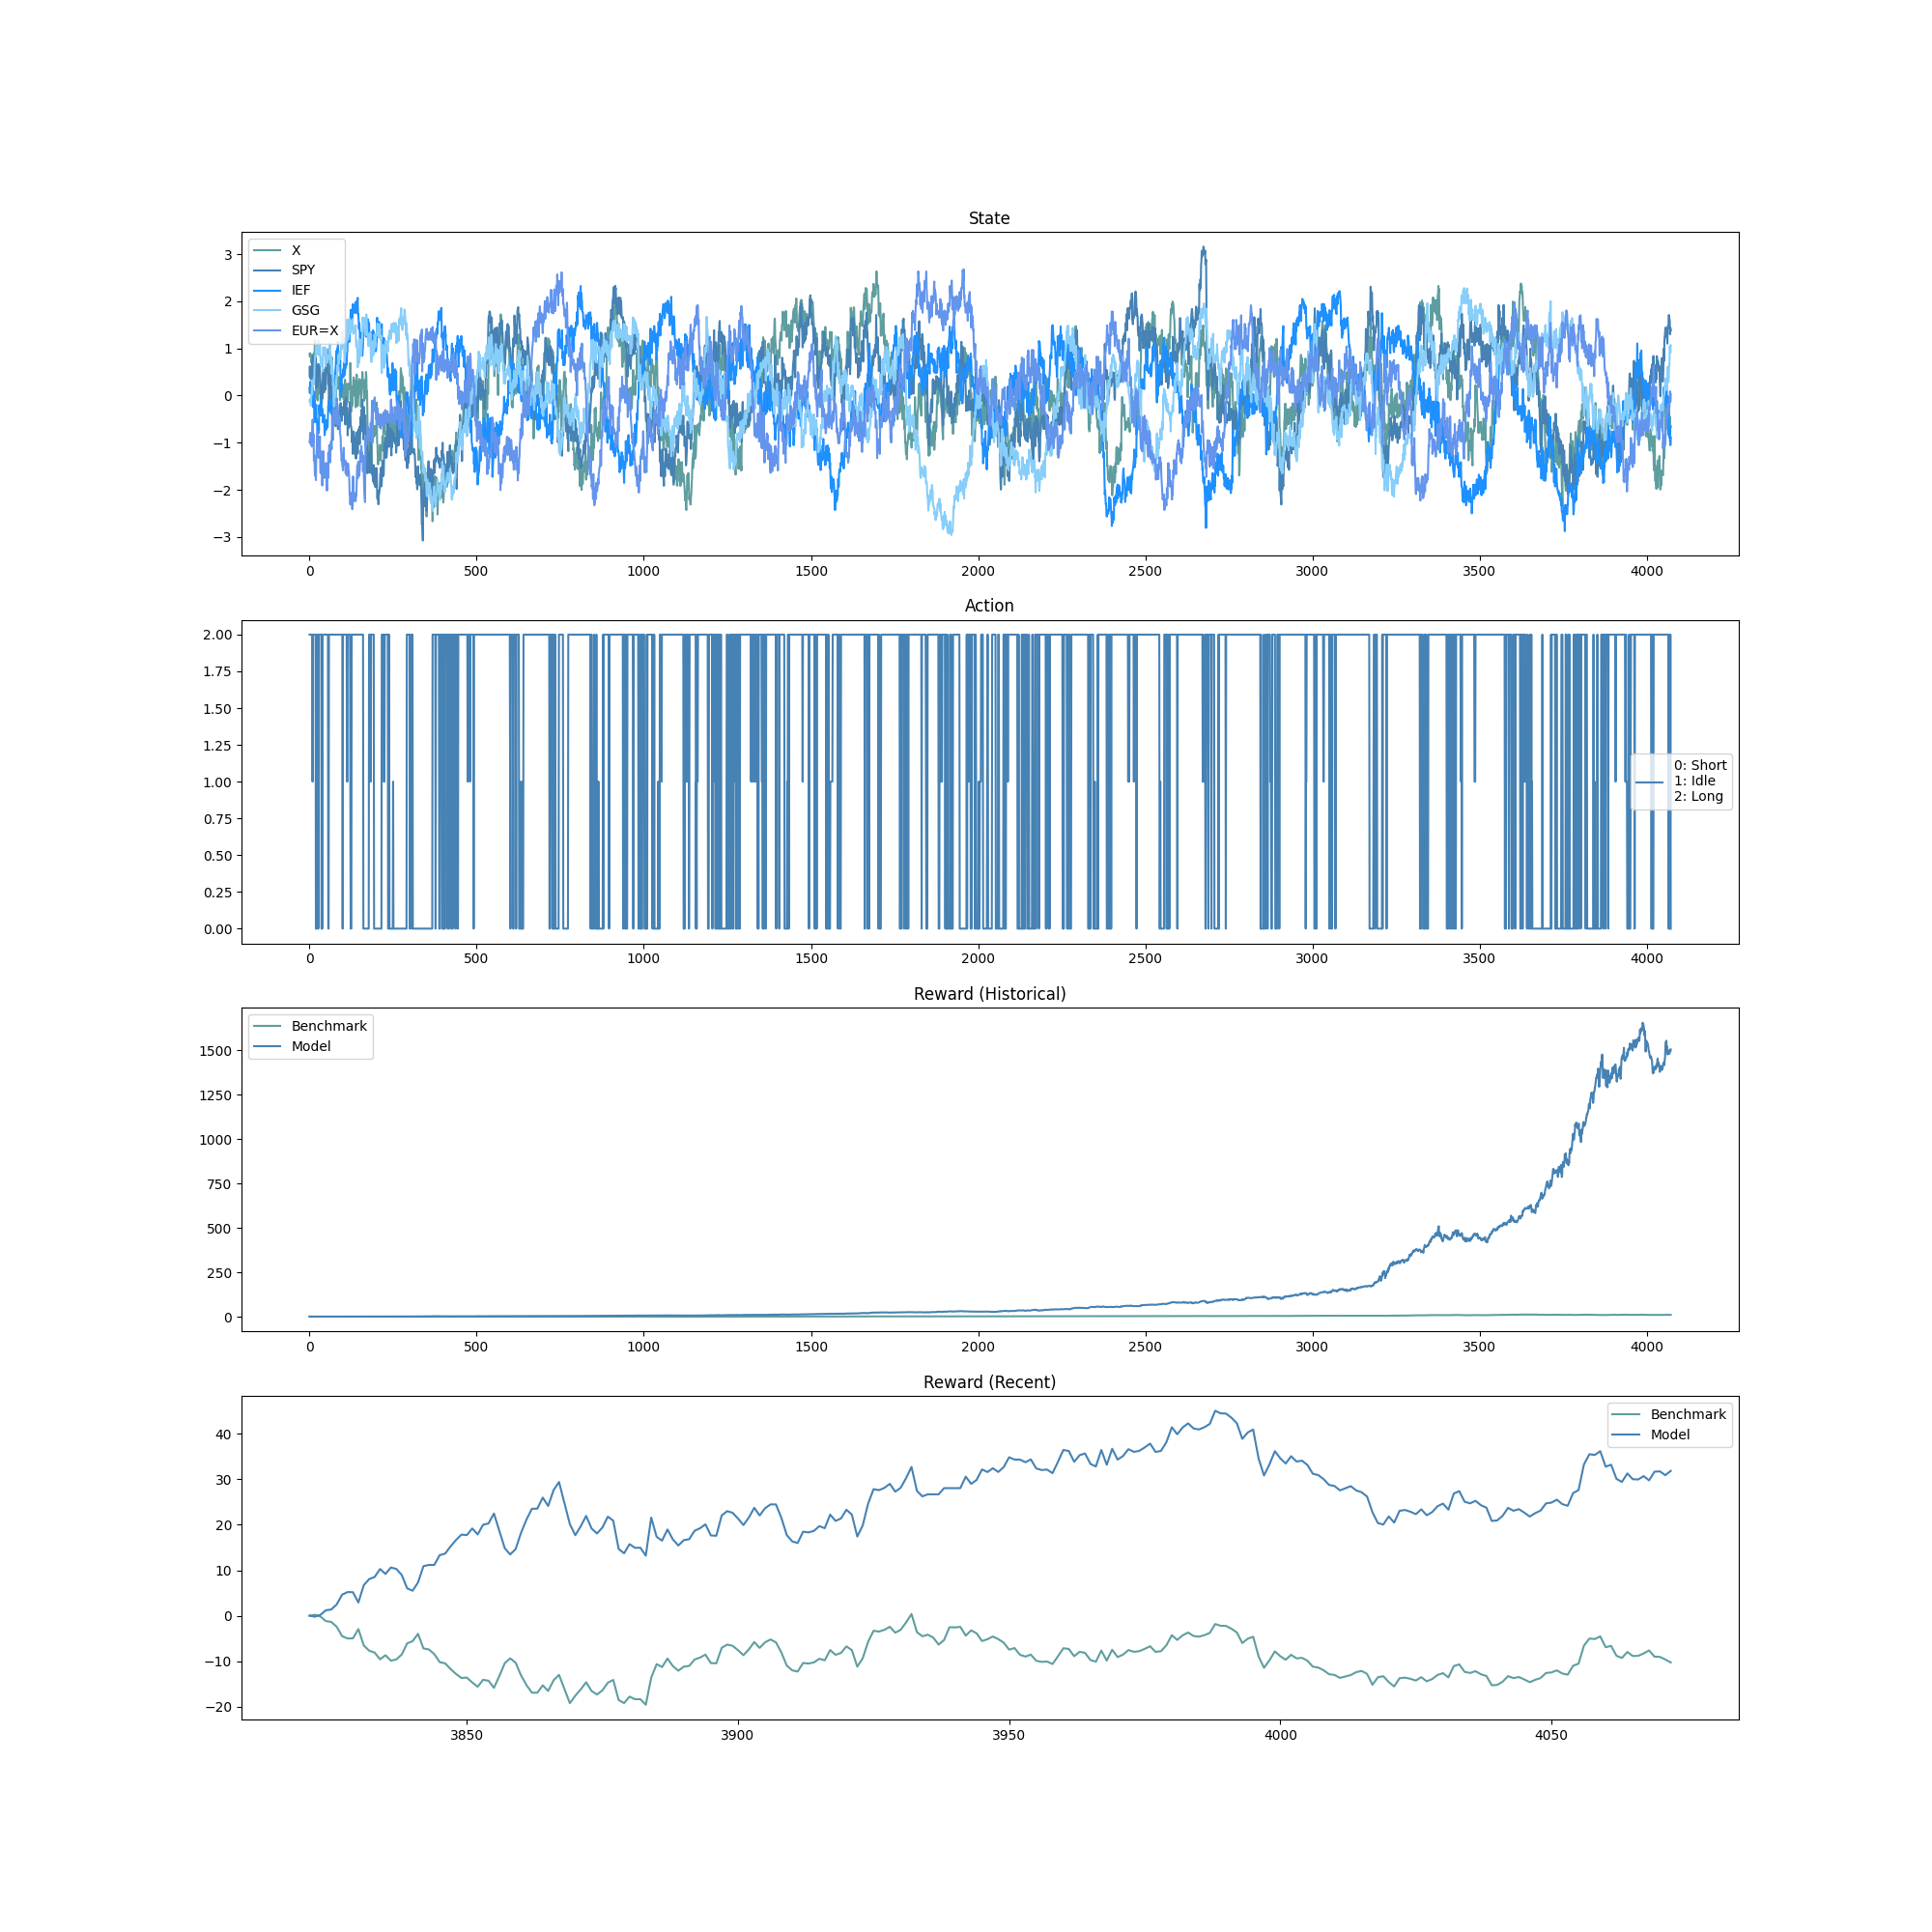 State
X
SPY
IEF
GSG
EUR=X
3
2
1
0
−1
−2
−3
0 500 1000 1500 2000 2500 3000 3500 4000
Action
2.00
1.75
1.50
1.25
1.00
0.75
0.50
0.25
0.00
0: Short
1: Idle
2: Long
0 500 1000 1500 2000 2500 3000 3500 4000
Reward (Historical)
Benchmark
Model
1500
1250
1000
750
500
250
0
0 500 1000 1500 2000 2500 3000 3500 4000
Reward (Recent)
Benchmark
Model
40
30
20
10
0
−10
−20
3850 3900 3950 4000 4050